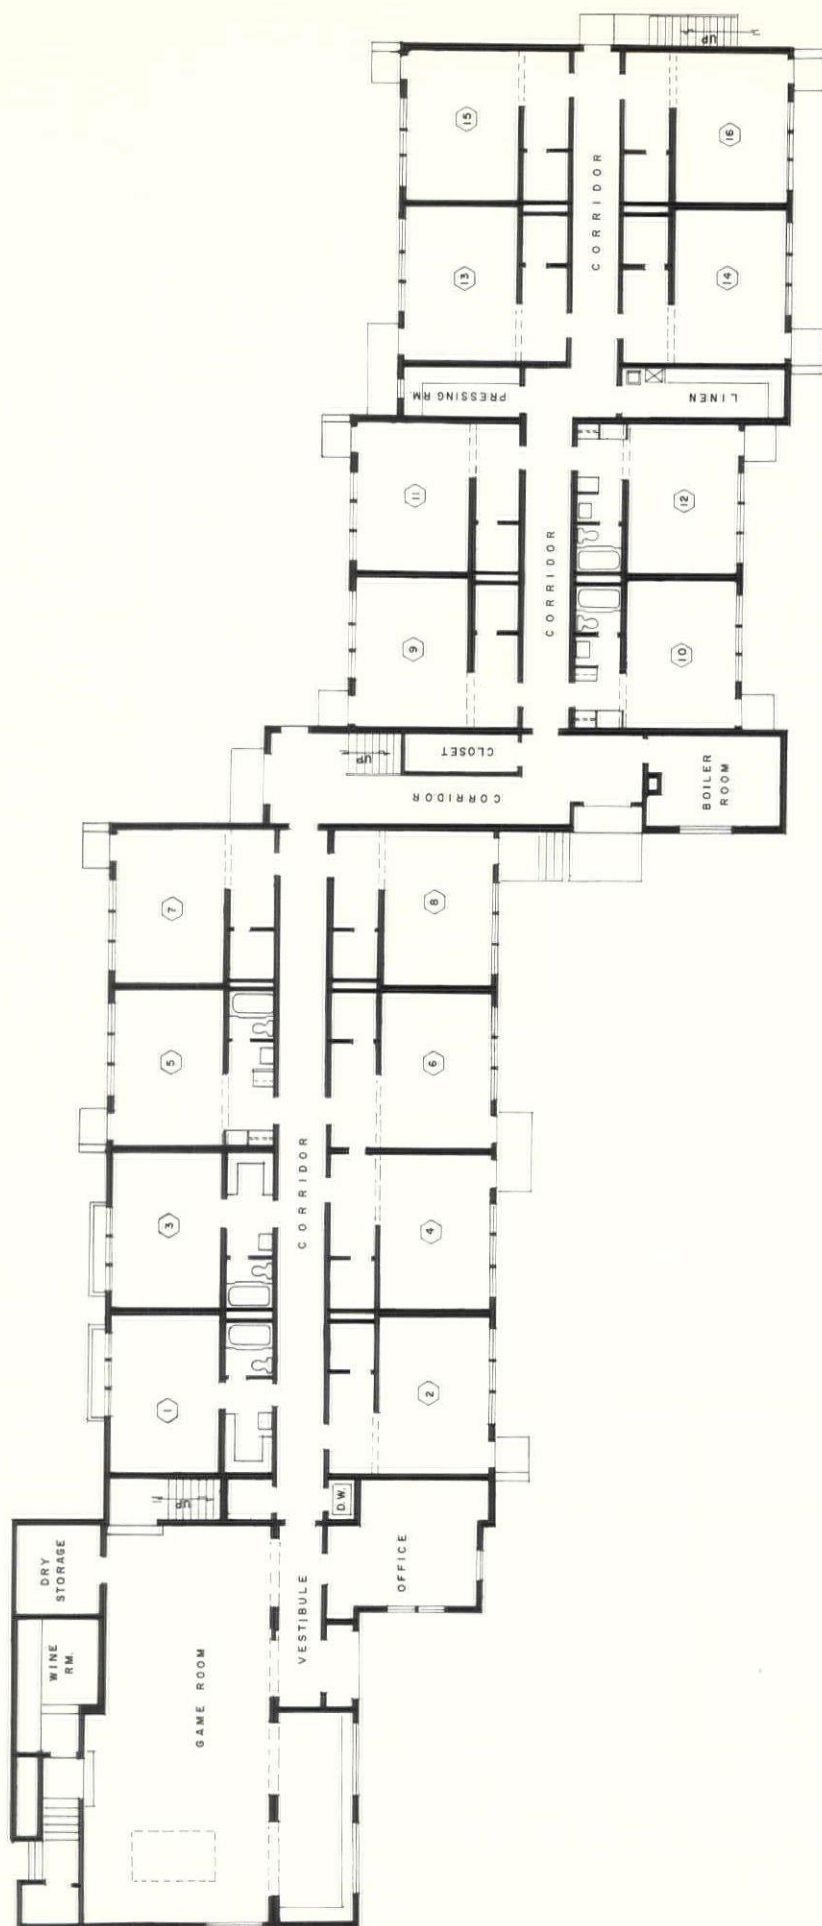 UP
15
16
CORRIDOR
13
14
PRESSING RM.
LINEN
11
12
CORRIDOR
9
10
UP
CLOSET
CORRIDOR
BOILER
ROOM
7
8
5
6
CORRIDOR
3
4
1
2
UP
D.W.
DRY
STORAGE
OFFICE
VESTIBULE
WINE
RM.
GAME ROOM